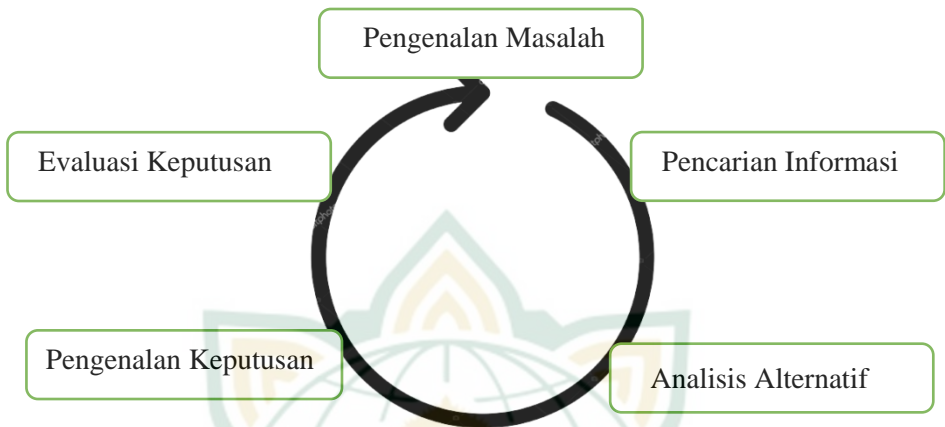 Pengenalan Masalah
Pencarian Informasi
Analisis Alternatif
Pengenalan Keputusan
Evaluasi Keputusan